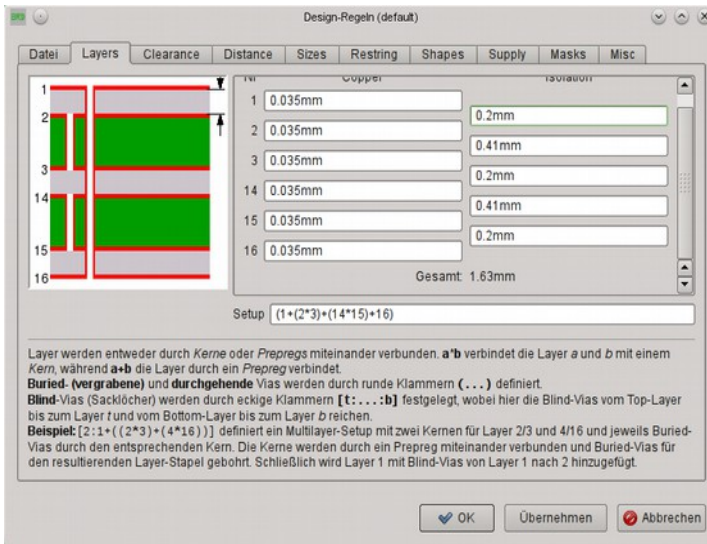 Design-Regeln (default)
Datei Layers Clearance Distance Sizes Restring Shapes Supply Masks Misc
Nr Copper Isolation
1 0.035mm
0.2mm
2 0.035mm
0.41mm
3 0.035mm
0.2mm
14 0.035mm
0.41mm
15 0.035mm
0.2mm
16 0.035mm
Gesamt: 1.63mm
1
2
3
14
15
16
Setup (1+(2*3)+(14*15)+16)
Layer werden entweder durch Kerne oder Prepregs miteinander verbunden. a*b verbindet die Layer a und b mit einem
Kern, während a+b die Layer durch ein Prepreg verbindet.
Buried- (vergrabene) und durchgehende Vias werden durch runde Klammern (...) definiert.
Blind-Vias (Sacklöcher) werden durch eckige Klammern [t:...:b] festgelegt, wobei hier die Blind-Vias vom Top-Layer
bis zum Layer t und vom Bottom-Layer bis zum Layer b reichen.
Beispiel: [2:1+((2*3)+(4*16))] definiert ein Multilayer-Setup mit zwei Kernen für Layer 2/3 und 4/16 und jeweils Buried-
Vias durch den entsprechenden Kern. Die Kerne werden durch ein Prepreg miteinander verbunden und Buried-Vias für
den resultierenden Layer-Stapel gebohrt. Schließlich wird Layer 1 mit Blind-Vias von Layer 1 nach 2 hinzugefügt.
OK Übernehmen Abbrechen